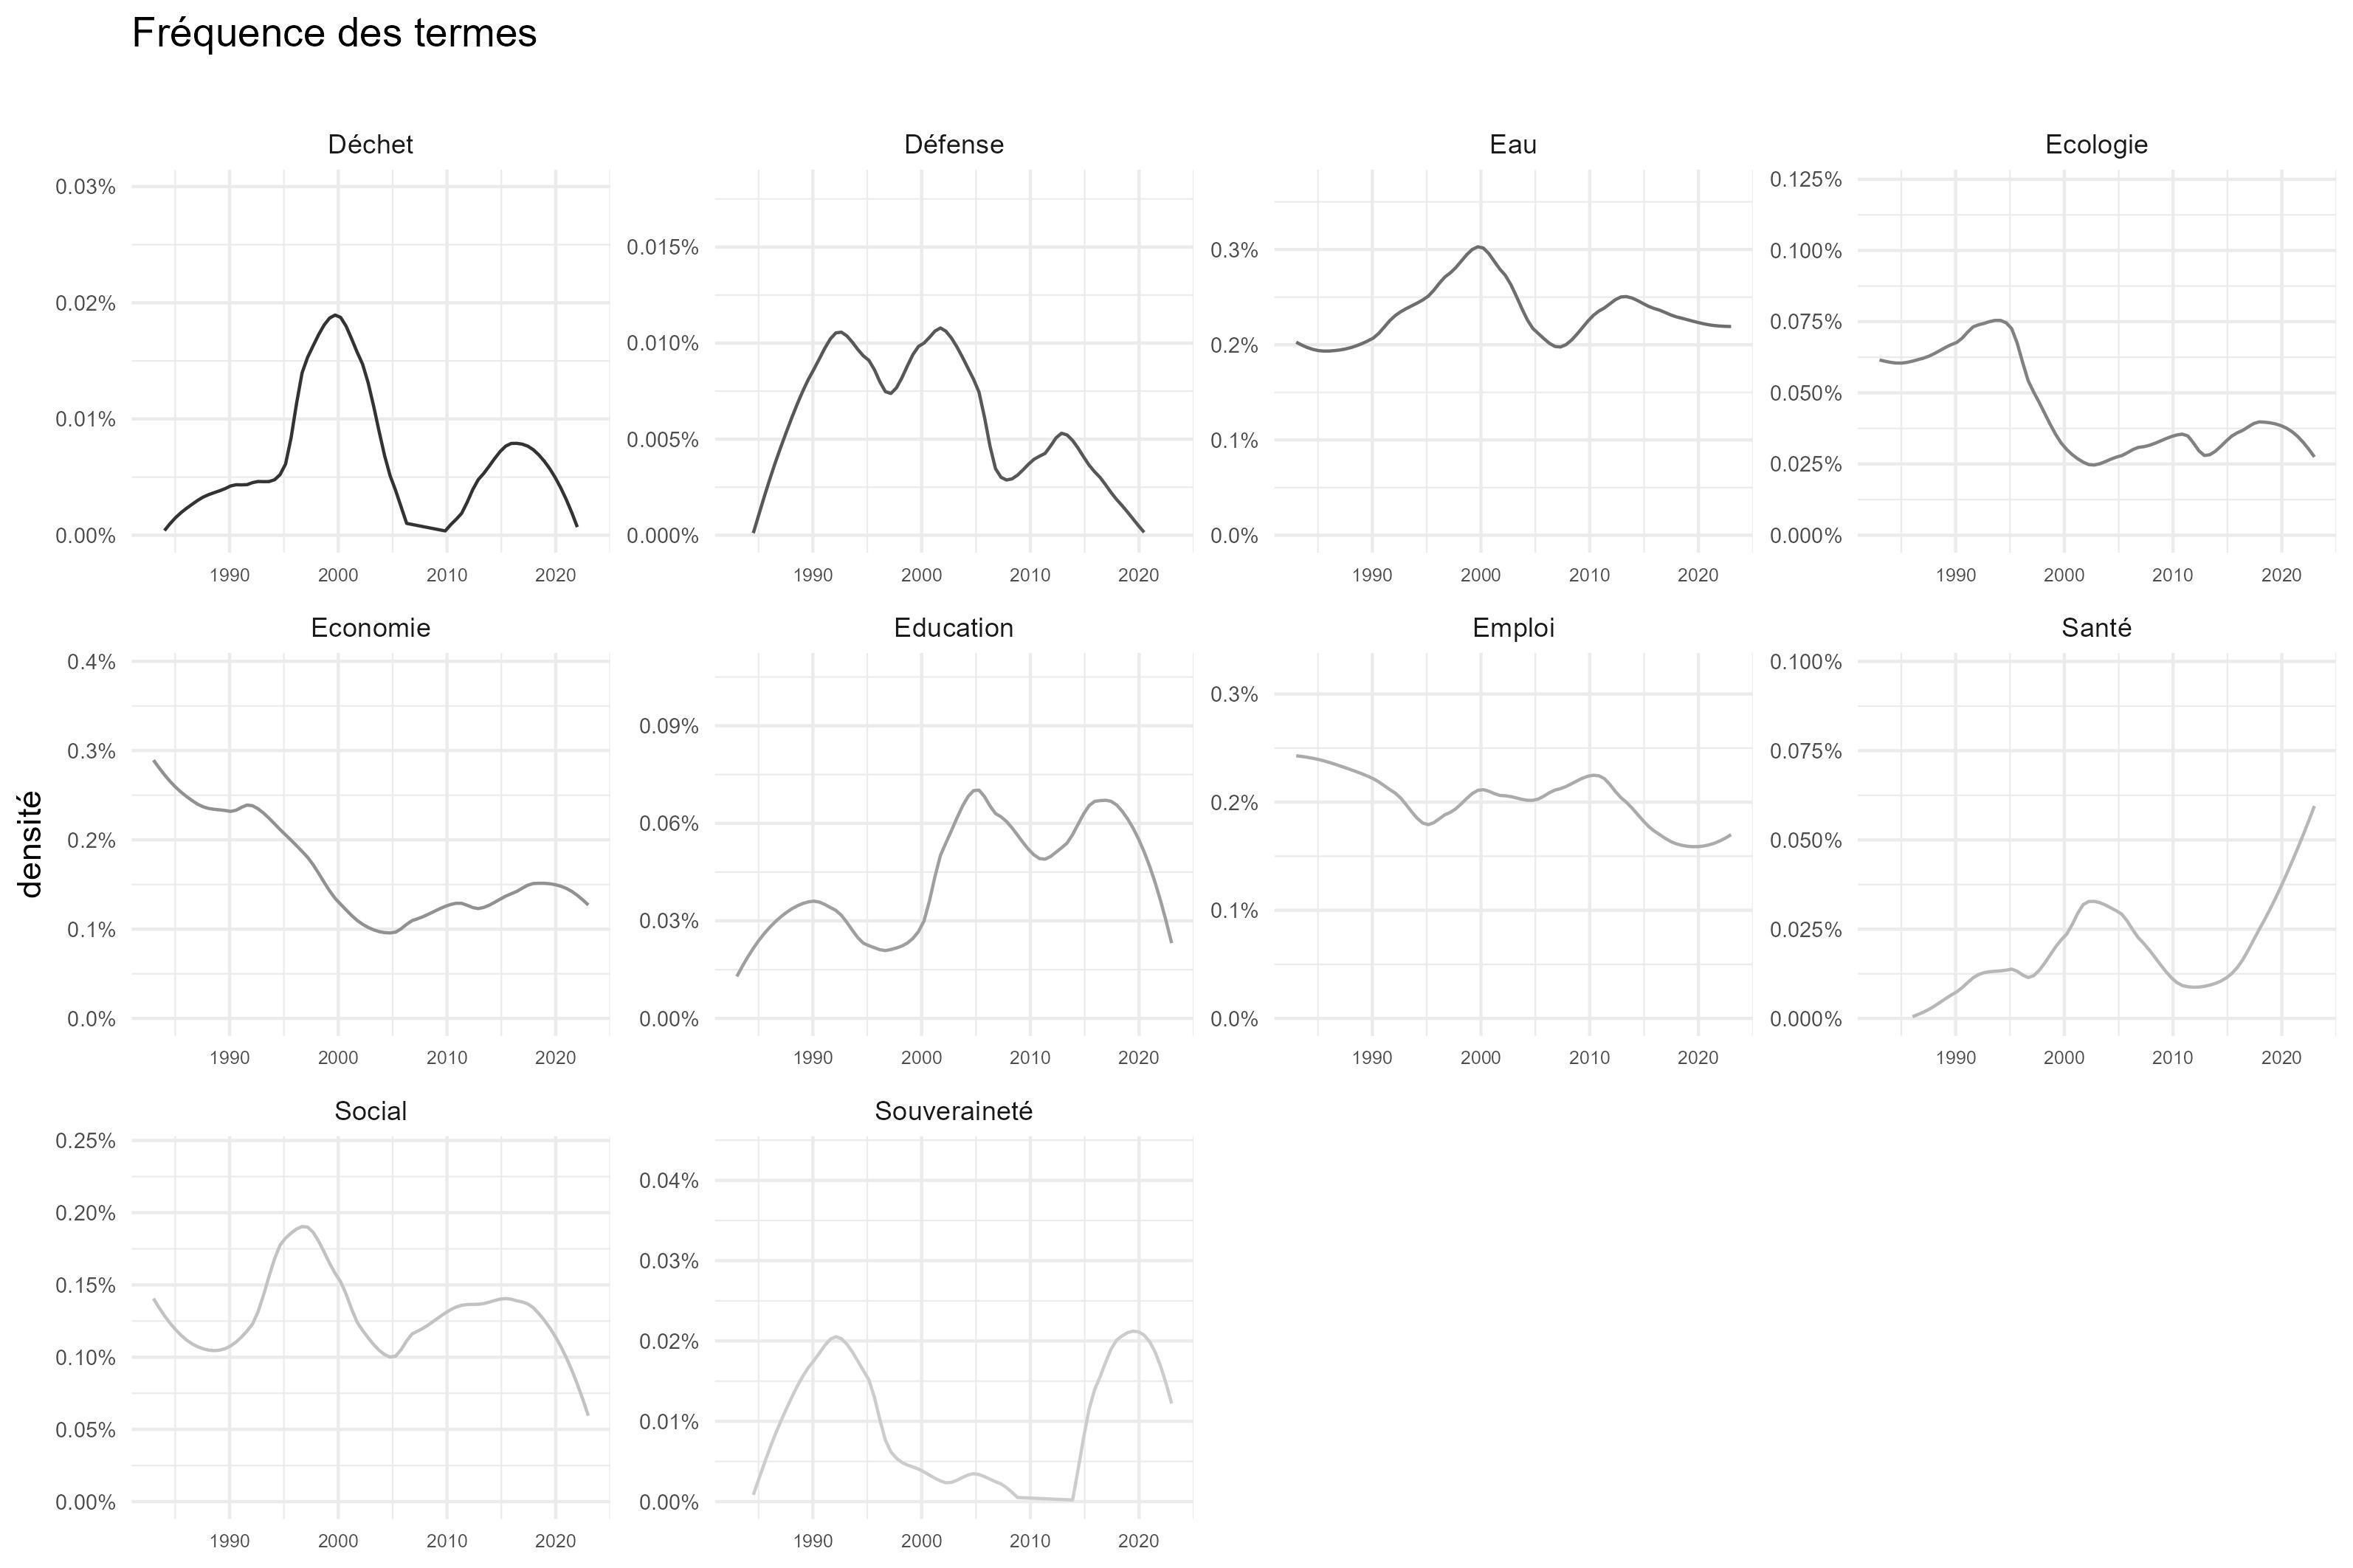 Fréquence des termes
Déchet
Défense
Eau
Ecologie
0.03%
0.02%
0.01%
0.00%
0.015%
0.010%
0.005%
0.000%
0.3%
0.2%
0.1%
0.0%
0.125%
0.100%
0.075%
0.050%
0.025%
0.000%
1990 2000 2010 2020
1990 2000 2010 2020
1990 2000 2010 2020
1990 2000 2010 2020
Economie
Education
Emploi
Santé
densité
0.4%
0.3%
0.2%
0.1%
0.0%
0.09%
0.06%
0.03%
0.00%
0.3%
0.2%
0.1%
0.0%
0.100%
0.075%
0.050%
0.025%
0.000%
1990 2000 2010 2020
1990 2000 2010 2020
1990 2000 2010 2020
1990 2000 2010 2020
Social
Souveraineté
0.25%
0.20%
0.15%
0.10%
0.05%
0.00%
0.04%
0.03%
0.02%
0.01%
0.00%
1990 2000 2010 2020
1990 2000 2010 2020